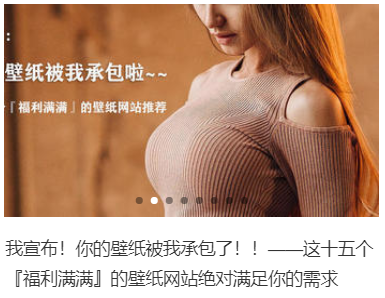 ：
壁纸被我承包啦~~
『福利满满』的壁纸网站推荐
我宣布！你的壁纸被我承包了！！——这十五个
『福利满满』的壁纸网站绝对满足你的需求